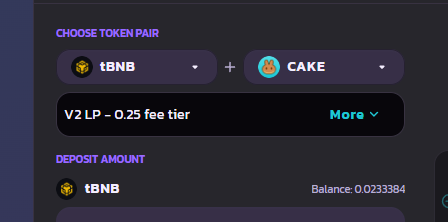 CHOOSE TOKEN PAIR
tBNB + CAKE
V2 LP - 0.25 fee tier More
DEPOSIT AMOUNT
tBNB Balance: 0.0233384